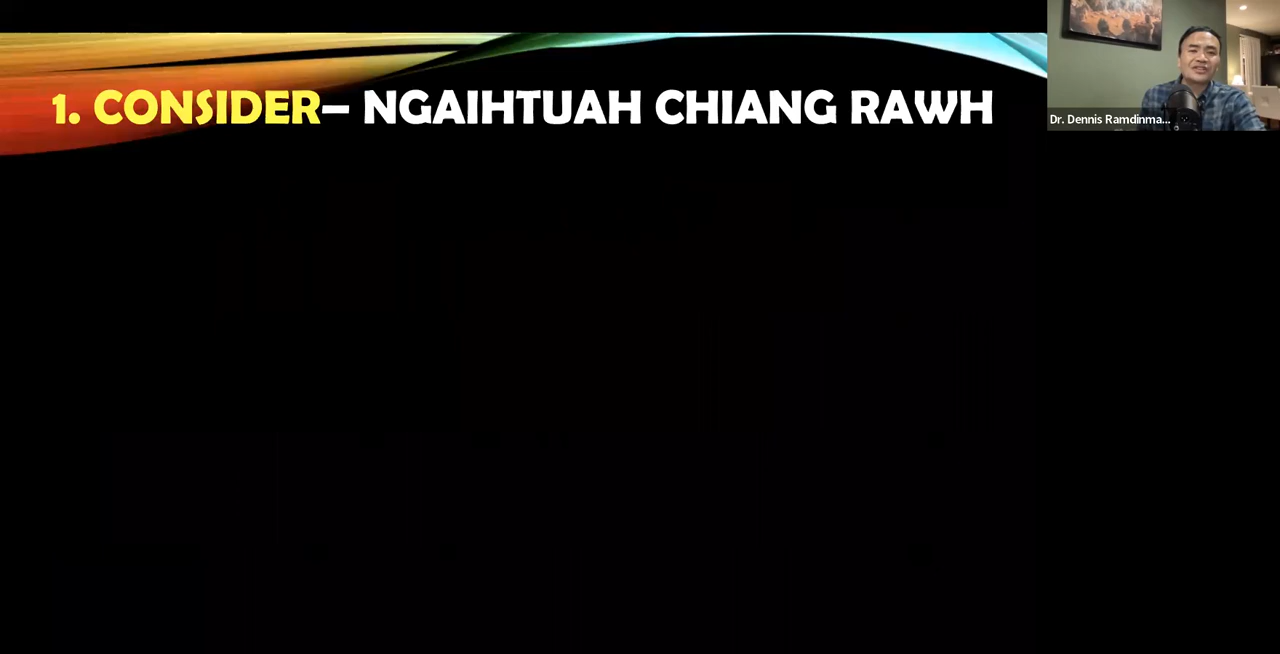 1. CONSIDER– NGAIHTUAH CHIANG RAWH
Dr. Dennis Ramdinma...